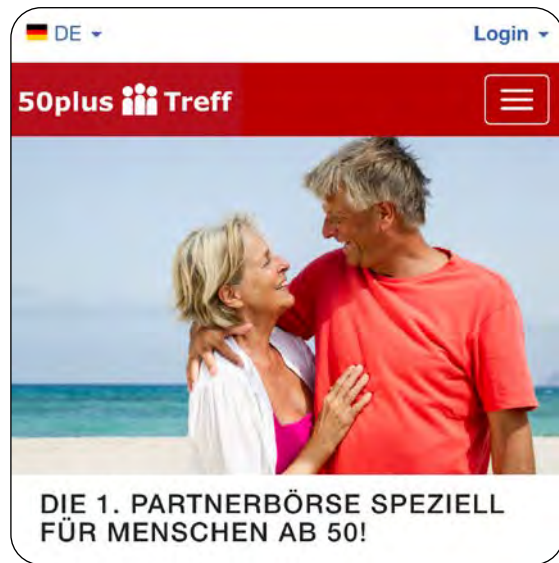 DE
Login
50plus Treff
DIE 1. PARTNERBÖRSE SPEZIELL
FÜR MENSCHEN AB 50!